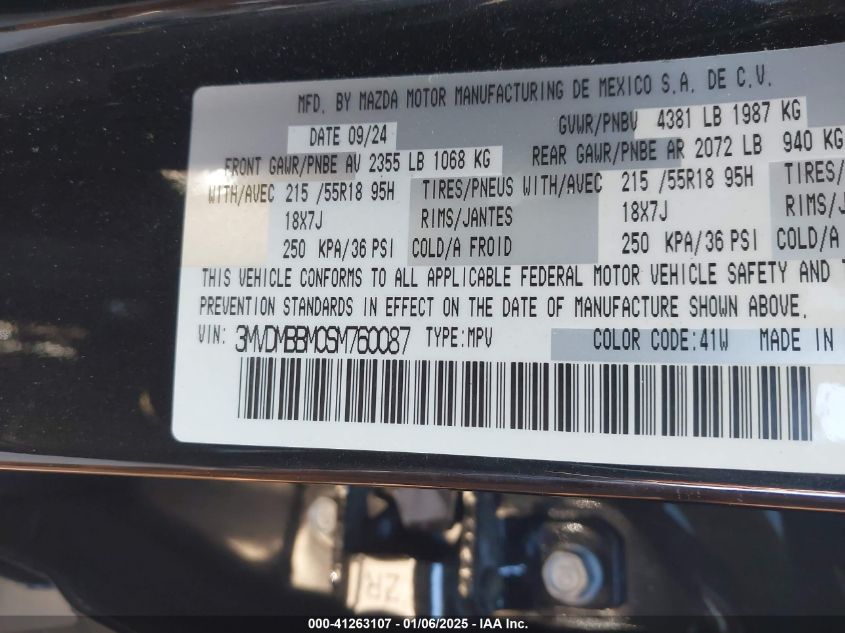 MFD. BY MAZDA MOTOR MANUFACTURING DE MEXICO S.A. DE C.V.
DATE 09/24 GVWR/PNBV 4381 LB 1987 KG
FRONT GAWR/PNBE AV 2355 LB 1068 KG REAR GAWR/PNBE AR 2072 LB 940 KG
WITH/AVEC 215 /55R18 95H TIRES/PNEUS WITH/AVEC 215 /55R18 95H TIRES/
18X7J RIMS/JANTES 18X7J RIMS/J
250 KPA/36 PSI COLD/A FROID 250 KPA/36 PSI COLD/A
THIS VEHICLE CONFORMS TO ALL APPLICABLE FEDERAL MOTOR VEHICLE SAFETY AND
PREVENTION STANDARDS IN EFFECT ON THE DATE OF MANUFACTURE SHOWN ABOVE.
VIN: 3MVDMBBM0SM760087 TYPE:MPV COLOR CODE:41W MADE IN
ZR
000-41263107 - 01/06/2025 - IAA Inc.